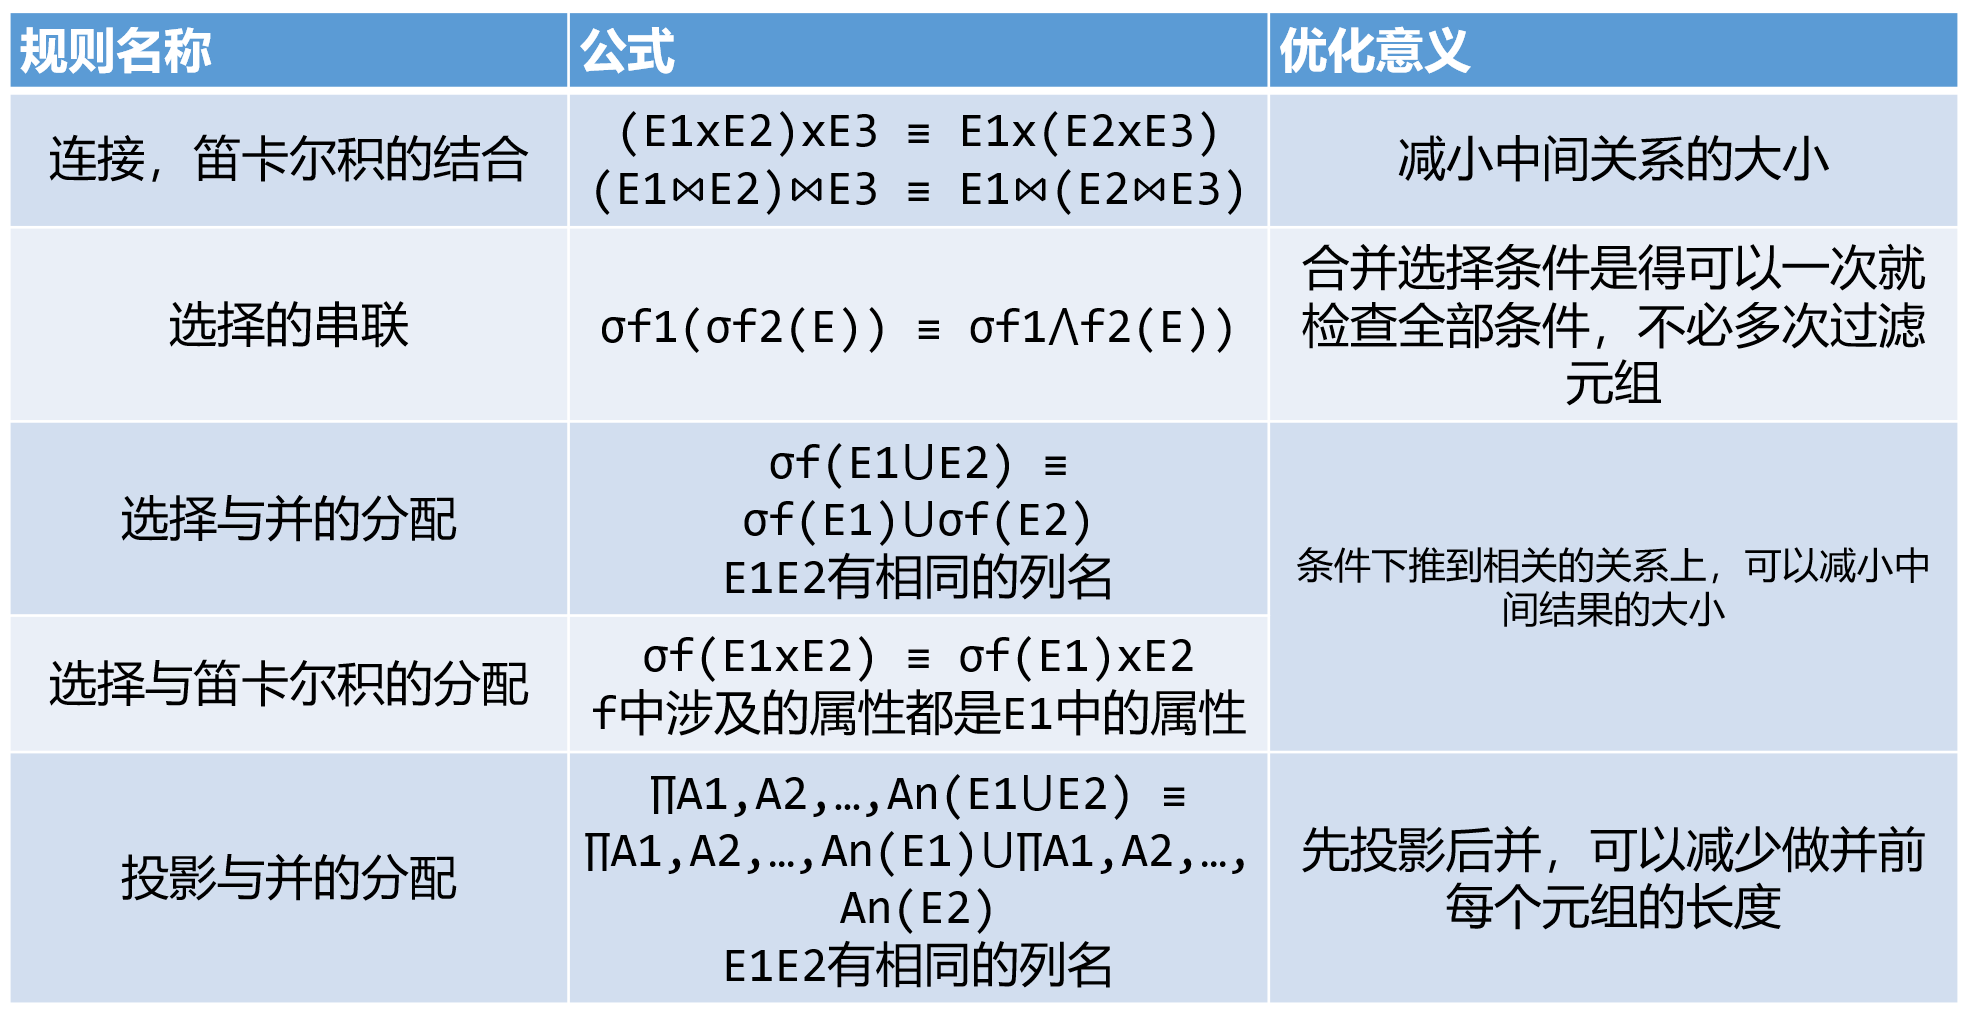 规则名称
公式
优化意义
连接，笛卡尔积的结合
(E1xE2)xE3 ≡ E1x(E2xE3)
(E1⋈E2)⋈E3 ≡ E1⋈(E2⋈E3)
减小中间关系的大小
选择的串联
σf1(σf2(E)) ≡ σf1⋀f2(E))
合并选择条件是得可以一次就
检查全部条件，不必多次过滤
元组
选择与并的分配
σf(E1∪E2) ≡
σf(E1)∪σf(E2)
E1E2有相同的列名
条件下推到相关的关系上，可以减小中
间结果的大小
选择与笛卡尔积的分配
σf(E1xE2) ≡ σf(E1)xE2
f中涉及的属性都是E1中的属性
投影与并的分配
∏A1,A2,…,An(E1∪E2) ≡
∏A1,A2,…,An(E1)∪∏A1,A2,…,
An(E2)
E1E2有相同的列名
先投影后并，可以减少做并前
每个元组的长度